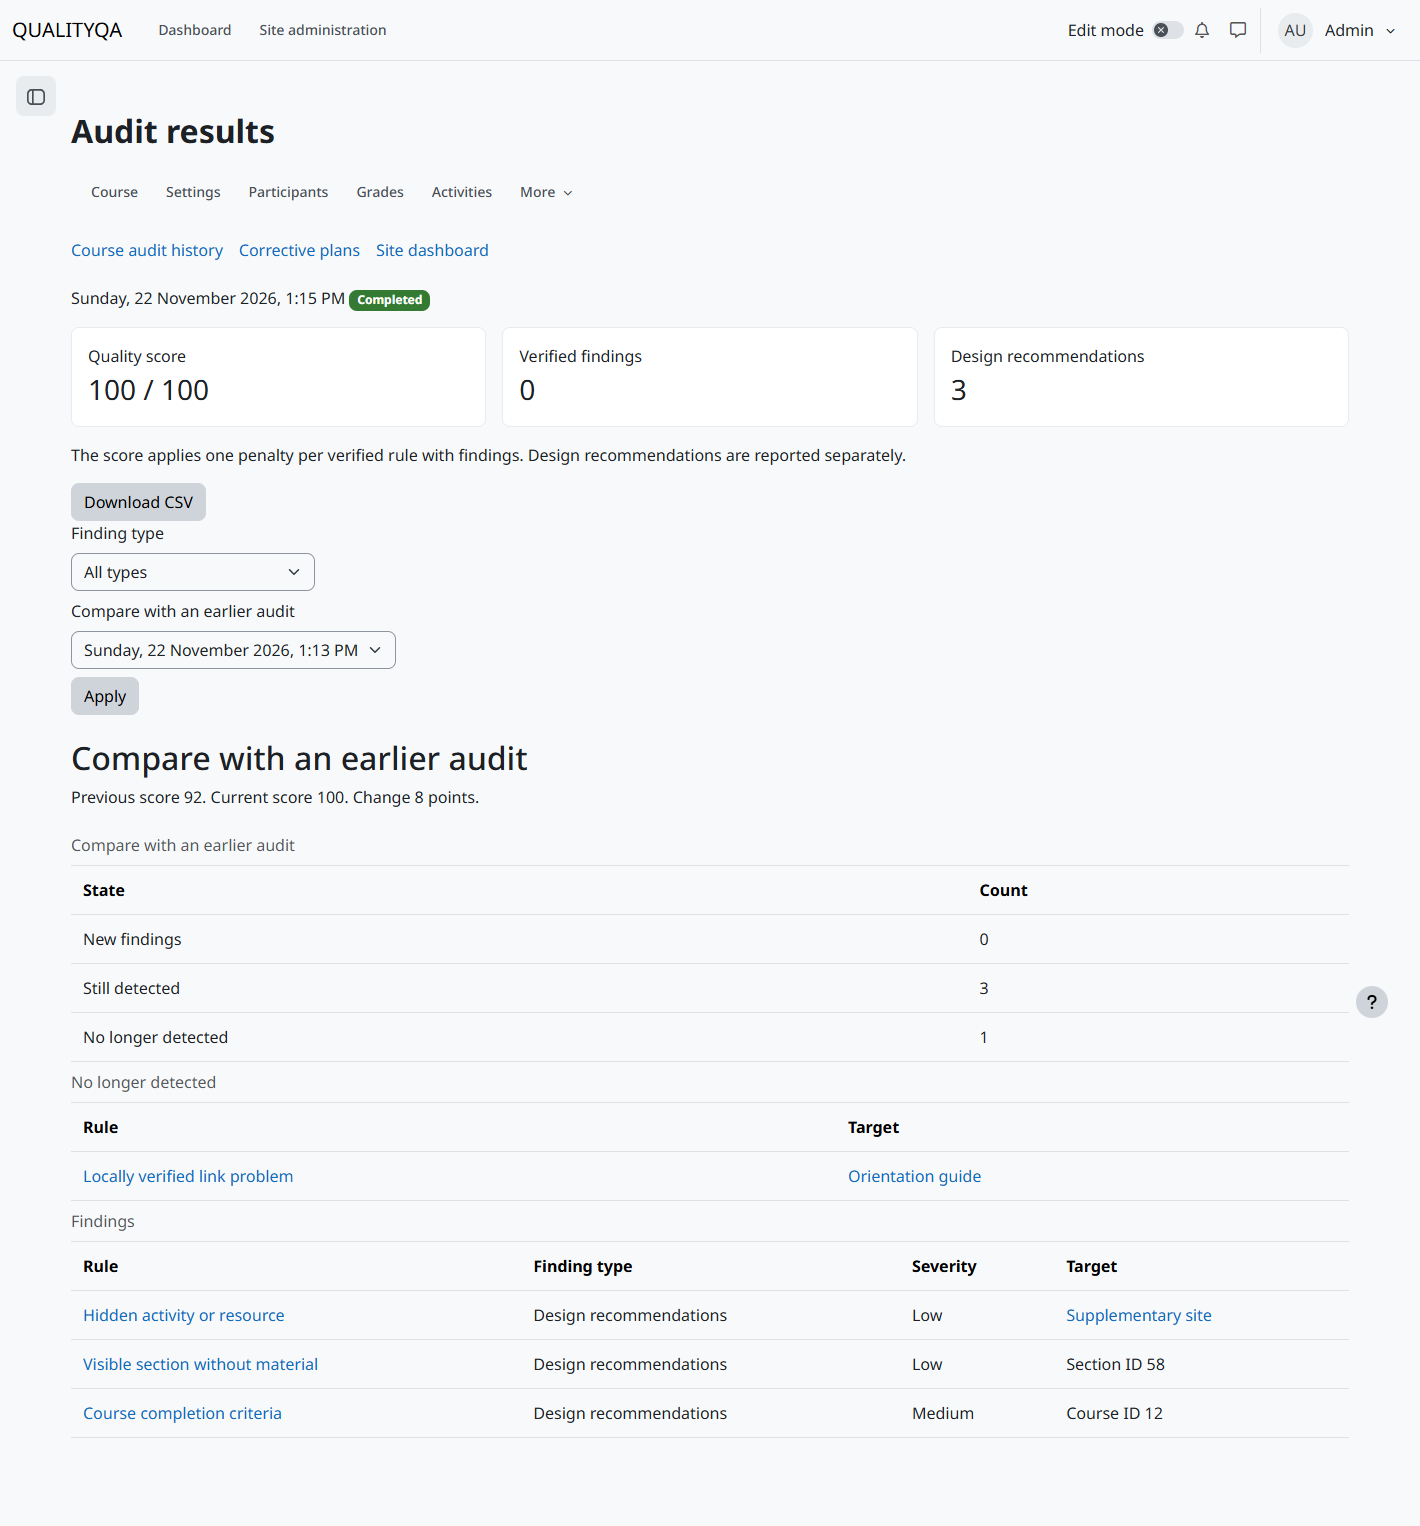 QUALITYQA Dashboard Site administration Edit mode AU Admin
Audit results
Course Settings Participants Grades Activities More
Course audit history Corrective plans Site dashboard
Sunday, 22 November 2026, 1:15 PM Completed
Quality score Verified findings Design recommendations
100 / 100 0 3
The score applies one penalty per verified rule with findings. Design recommendations are reported separately.
Download CSV
Finding type
All types
Compare with an earlier audit
Sunday, 22 November 2026, 1:13 PM
Apply
Compare with an earlier audit
Previous score 92. Current score 100. Change 8 points.
Compare with an earlier audit
State Count
New findings 0
Still detected 3
?
No longer detected 1
No longer detected
Rule Target
Locally verified link problem Orientation guide
Findings
Rule Finding type Severity Target
Hidden activity or resource Design recommendations Low Supplementary site
Visible section without material Design recommendations Low Section ID 58
Course completion criteria Design recommendations Medium Course ID 12